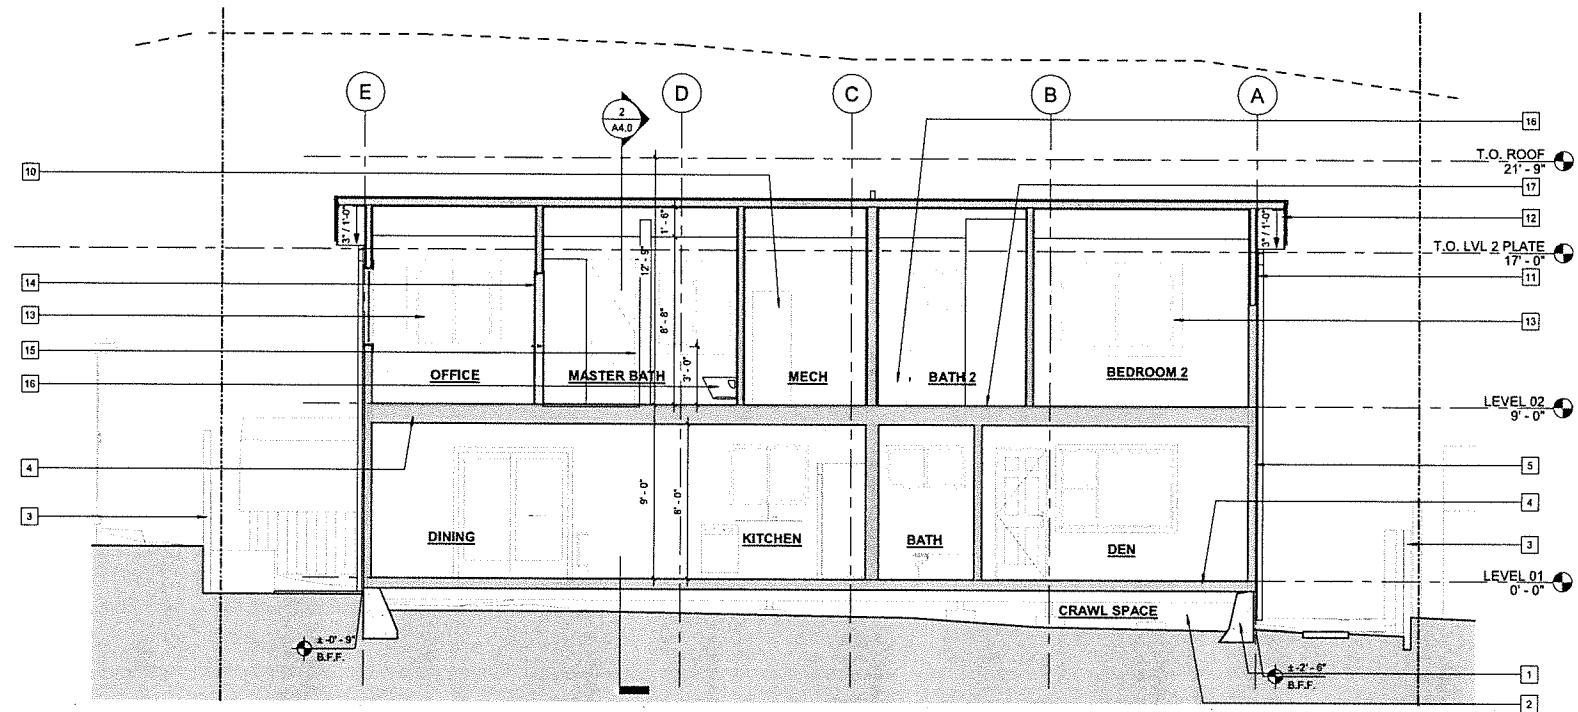 E
D
C
B
A
2
A4.0
16
T.O. ROOF
21' - 9"
10
17
12
3" / 1'-0"
1' - 6"
3" / 1'-0"
T.O. LVL 2 PLATE
17' - 0"
12' - 9"
11
14
13
13
8' - 8"
15
3' - 0"
16
OFFICE
MASTER BATH
MECH
BATH 2
BEDROOM 2
LEVEL 02
9' - 0"
4
5
9' - 0"
8' - 0"
4
3
DINING
KITCHEN
BATH
DEN
3
LEVEL 01
0' - 0"
CRAWL SPACE
± -0' - 9"
B.F.F.
± -2' - 6"
B.F.F.
1
2